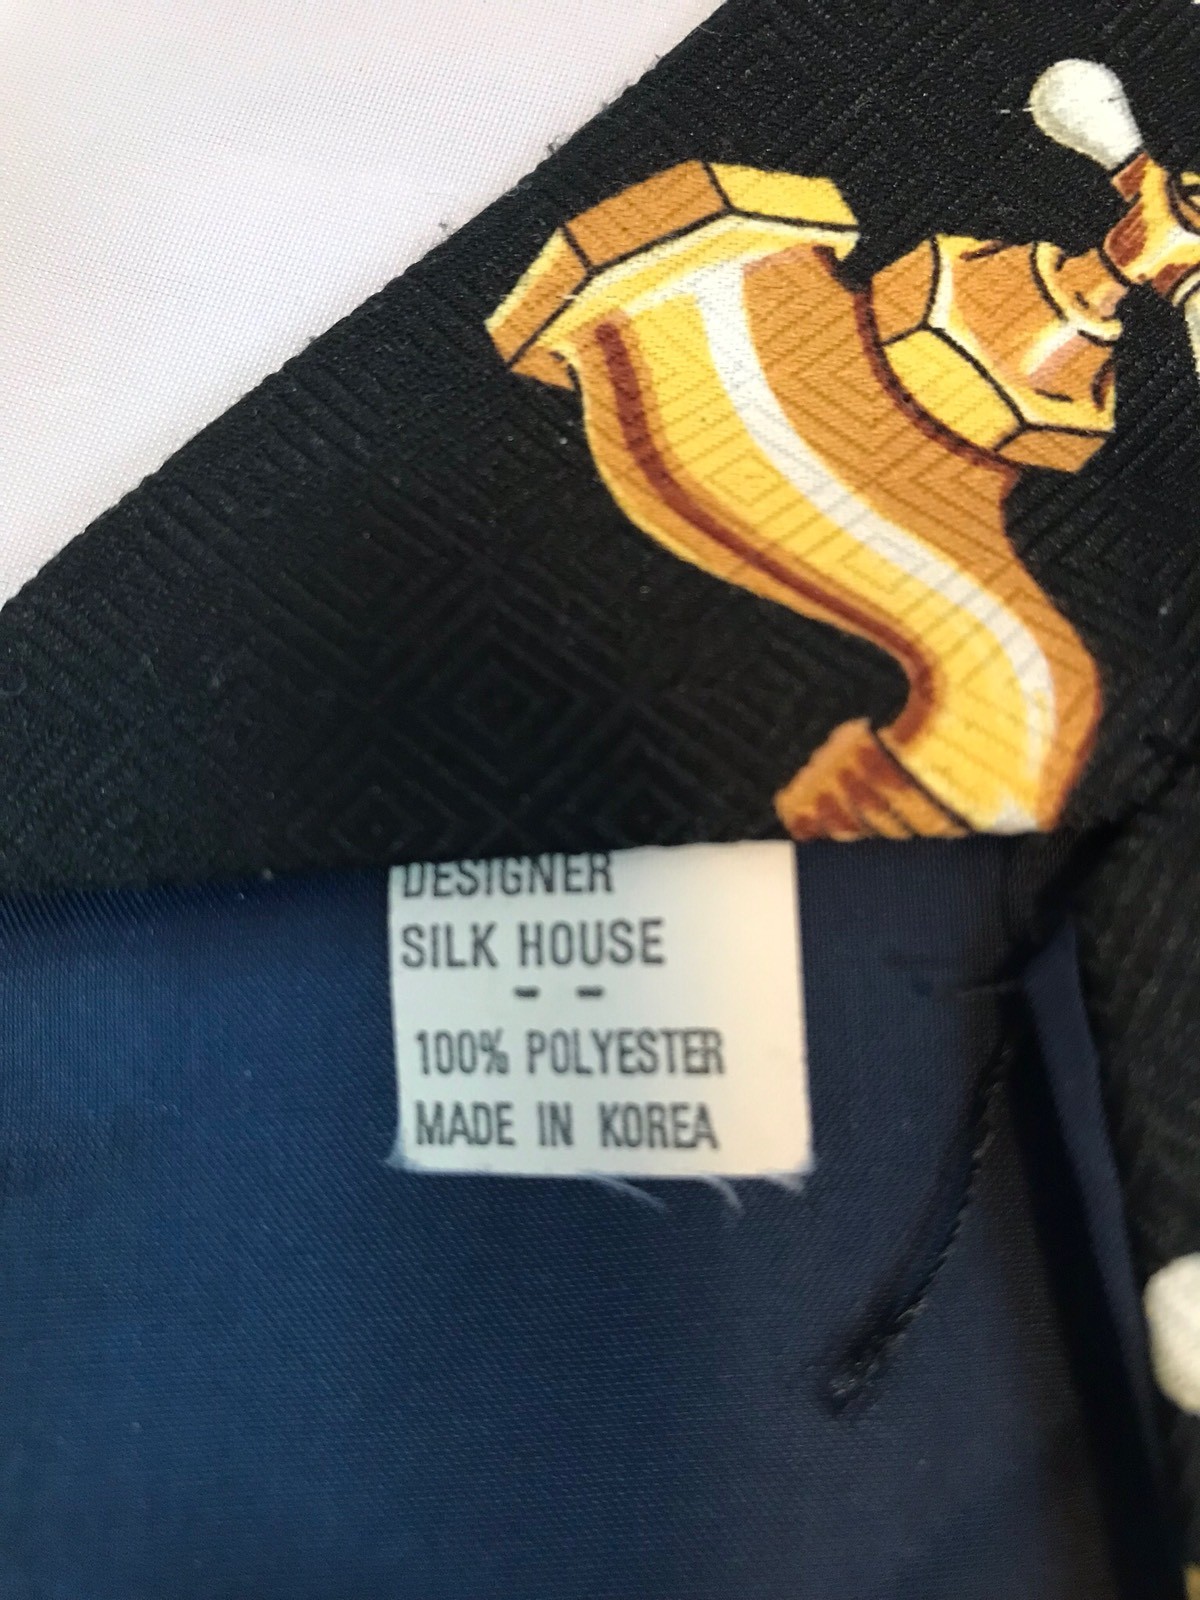 DESIGNER
SILK HOUSE
- -
100% POLYESTER
MADE IN KOREA